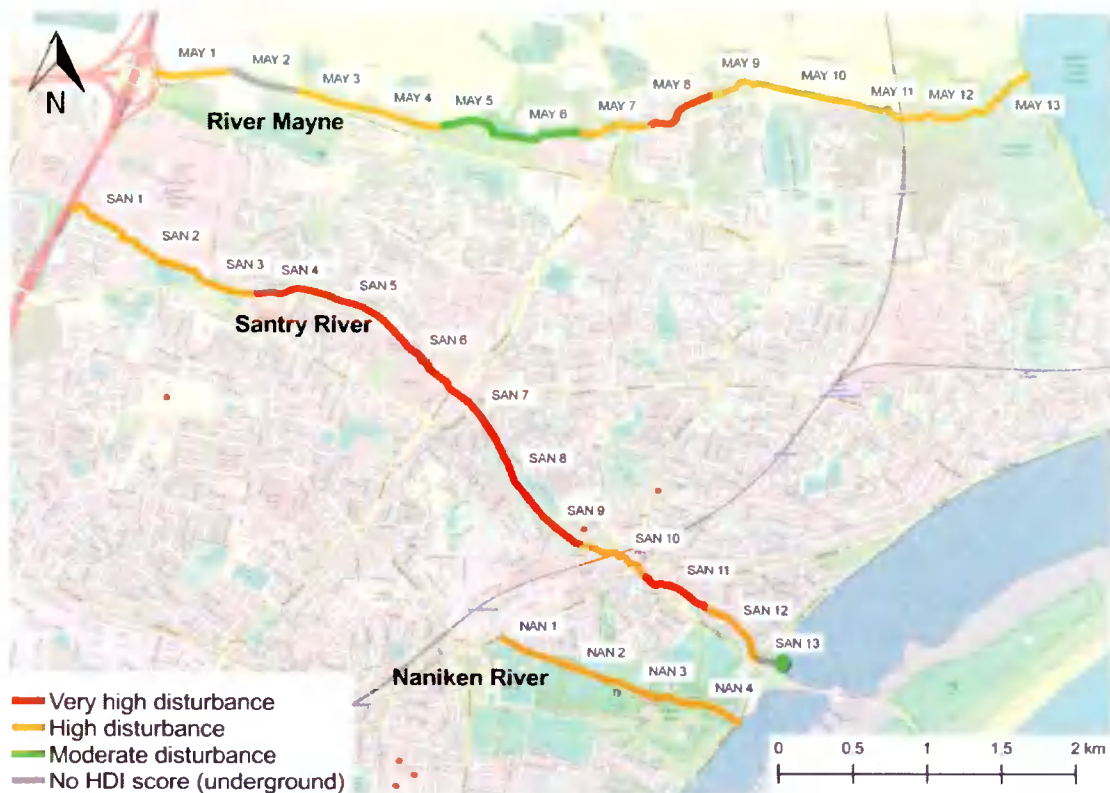 N
MAY 1
MAY 2
MAY 3
MAY 4
MAY 5
MAY 6
MAY 7
MAY 8
MAY 9
MAY 10
MAY 11
MAY 12
MAY 13
River Mayne
SAN 1
SAN 2
SAN 3
SAN 4
SAN 5
Santry River
SAN 6
SAN 7
SAN 8
SAN 9
SAN 10
SAN 11
SAN 12
SAN 13
NAN 1
NAN 2
NAN 3
NAN 4
Naniken River
Very high disturbance
High disturbance
Moderate disturbance
No HDI score (underground)
0 0.5 1 1.5 2 km